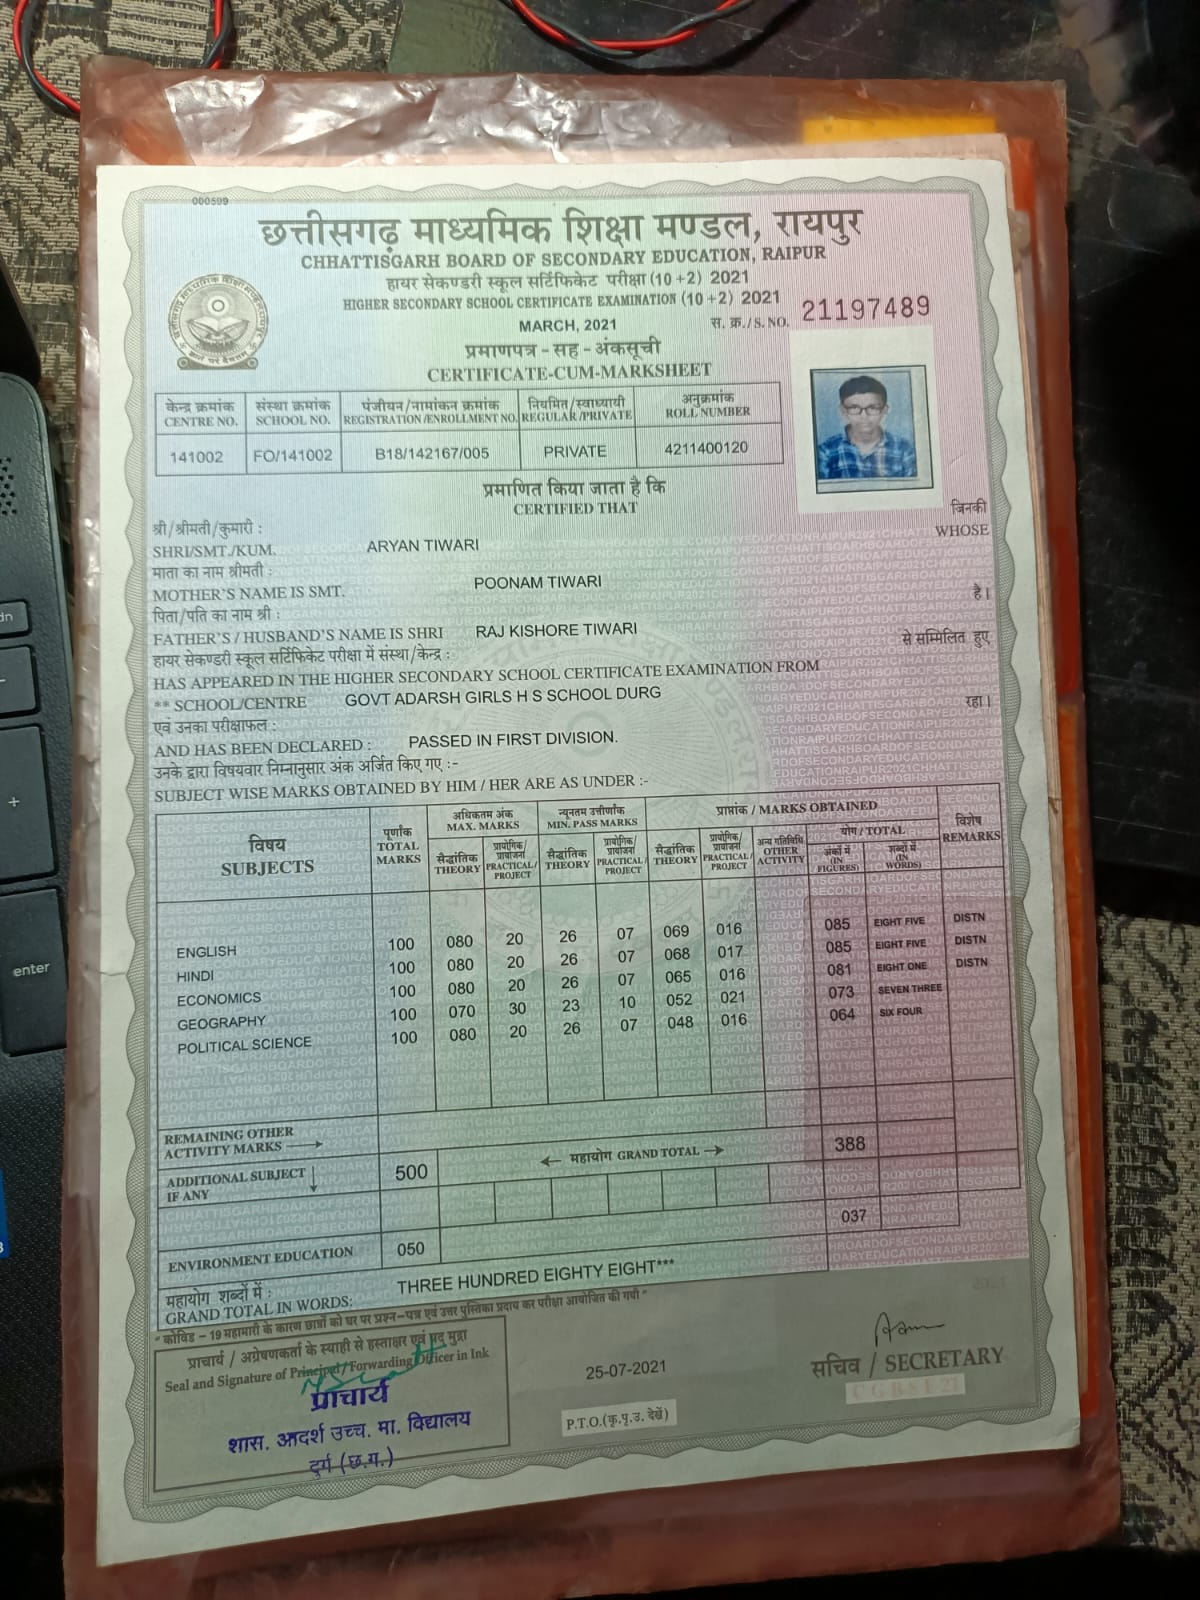 000599
छत्तीसगढ़ माध्यमिक शिक्षा मण्डल, रायपुर
CHHATTISGARH BOARD OF SECONDARY EDUCATION, RAIPUR
हायर सेकण्डरी स्कूल सर्टिफिकेट परीक्षा (10+2) 2021
HIGHER SECONDARY SCHOOL CERTIFICATE EXAMINATION (10+2) 2021
MARCH, 2021 स. क्र./S. NO. 21197489
प्रमाणपत्र - सह - अंकसूची
CERTIFICATE-CUM-MARKSHEET
केन्द्र क्रमांक संस्था क्रमांक पंजीयन/नामांकन क्रमांक नियमित/स्वाध्यायी अनुक्रमांक
CENTRE NO. SCHOOL NO. REGISTRATION/ENROLLMENT NO. REGULAR/PRIVATE ROLL NUMBER
141002 FO/141002 B18/142167/005 PRIVATE 4211400120
प्रमाणित किया जाता है कि
CERTIFIED THAT
श्री/श्रीमती/कुमारी : जिनकी
SHRI/SMT./KUM. ARYAN TIWARI WHOSE
माता का नाम श्रीमती :
MOTHER'S NAME IS SMT. POONAM TIWARI है।
पिता/पति का नाम श्री :
FATHER'S / HUSBAND'S NAME IS SHRI RAJ KISHORE TIWARI
हायर सेकण्डरी स्कूल सर्टिफिकेट परीक्षा में संस्था/केन्द्र : से सम्मिलित हुए
HAS APPEARED IN THE HIGHER SECONDARY SCHOOL CERTIFICATE EXAMINATION FROM
** SCHOOL/CENTRE GOVT ADARSH GIRLS H S SCHOOL DURG
एवं उनका परीक्षाफल : रहा।
AND HAS BEEN DECLARED : PASSED IN FIRST DIVISION.
उनके द्वारा विषयवार निम्नानुसार अंक अर्जित किए गए :-
SUBJECT WISE MARKS OBTAINED BY HIM / HER ARE AS UNDER :-
विषय SUBJECTS
पूर्णांक TOTAL MARKS
अधिकतम अंक MAX. MARKS
सैद्धांतिक THEORY
प्रायोगिक/ प्रायोजना PRACTICAL/ PROJECT
न्यूनतम उत्तीर्णांक MIN. PASS MARKS
सैद्धांतिक THEORY
प्रायोगिक/ प्रायोजना PRACTICAL/ PROJECT
प्राप्तांक / MARKS OBTAINED
सैद्धांतिक THEORY
प्रायोगिक/ प्रायोजना PRACTICAL/ PROJECT
अन्य गतिविधि OTHER ACTIVITY
योग / TOTAL
अंकों में (IN FIGURES)
शब्दों में (IN WORDS)
विशेष REMARKS
ENGLISH 100 080 20 26 07 069 016 085 EIGHT FIVE DISTN
HINDI 100 080 20 26 07 068 017 085 EIGHT FIVE DISTN
ECONOMICS 100 080 20 26 07 065 016 081 EIGHT ONE DISTN
GEOGRAPHY 100 070 30 23 10 052 021 073 SEVEN THREE
POLITICAL SCIENCE 100 080 20 26 07 048 016 064 SIX FOUR
REMAINING OTHER
ACTIVITY MARKS
ADDITIONAL SUBJECT
IF ANY
500 महायोग GRAND TOTAL 388
ENVIRONMENT EDUCATION 050 037
महायोग शब्दों में :
GRAND TOTAL IN WORDS: THREE HUNDRED EIGHTY EIGHT***
" कोविड - 19 महामारी के कारण छात्रों को घर पर प्रश्न-पत्र एवं उत्तर पुस्तिका प्रदाय कर परीक्षा आयोजित की गयी "
प्राचार्य / अग्रेषणकर्ता के स्याही से हस्ताक्षर एवं पद मुद्रा
Seal and Signature of Principal/Forwarding Officer in Ink
प्राचार्य
शास. आदर्श उच्च. मा. विद्यालय
दुर्ग (छ.ग.)
25-07-2021
P.T.O.(कृ.पृ.उ. देखें)
सचिव / SECRETARY
C G B S E 21
enter
+